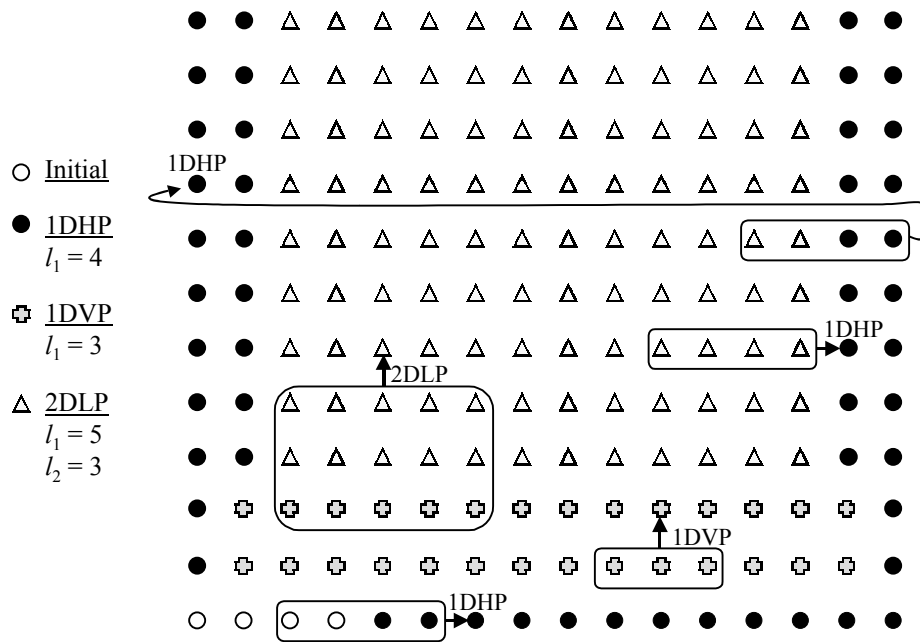 1DHP
Initial
1DHP
l₁ = 4
1DVP
l₁ = 3
1DHP
2DLP
2DLP
l₁ = 5
l₂ = 3
1DVP
1DHP